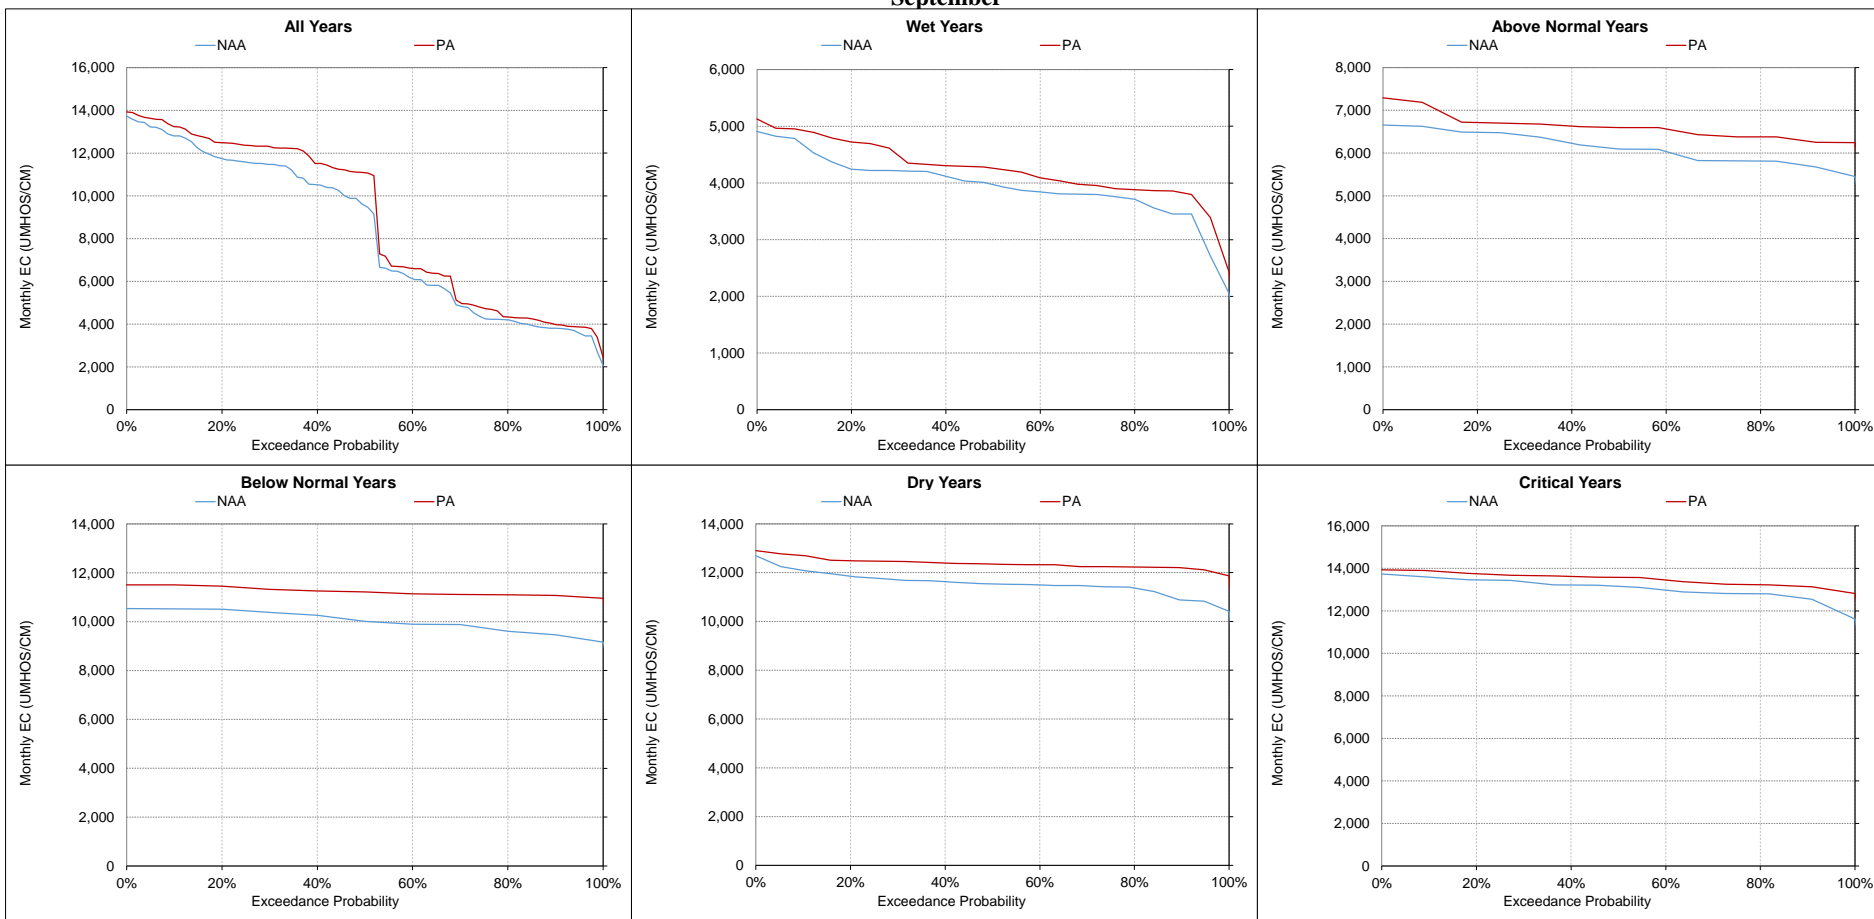 September
All Years
NAA PA
16,000
14,000
12,000
10,000
8,000
6,000
4,000
2,000
0
Monthly EC (UMHOS/CM)
0% 20% 40% 60% 80% 100%
Exceedance Probability
Wet Years
NAA PA
6,000
5,000
4,000
3,000
2,000
1,000
0
Monthly EC (UMHOS/CM)
0% 20% 40% 60% 80% 100%
Exceedance Probability
Above Normal Years
NAA PA
8,000
7,000
6,000
5,000
4,000
3,000
2,000
1,000
0
Monthly EC (UMHOS/CM)
0% 20% 40% 60% 80% 100%
Exceedance Probability
Below Normal Years
NAA PA
14,000
12,000
10,000
8,000
6,000
4,000
2,000
0
Monthly EC (UMHOS/CM)
0% 20% 40% 60% 80% 100%
Exceedance Probability
Dry Years
NAA PA
14,000
12,000
10,000
8,000
6,000
4,000
2,000
0
Monthly EC (UMHOS/CM)
0% 20% 40% 60% 80% 100%
Exceedance Probability
Critical Years
NAA PA
16,000
14,000
12,000
10,000
8,000
6,000
4,000
2,000
0
Monthly EC (UMHOS/CM)
0% 20% 40% 60% 80% 100%
Exceedance Probability